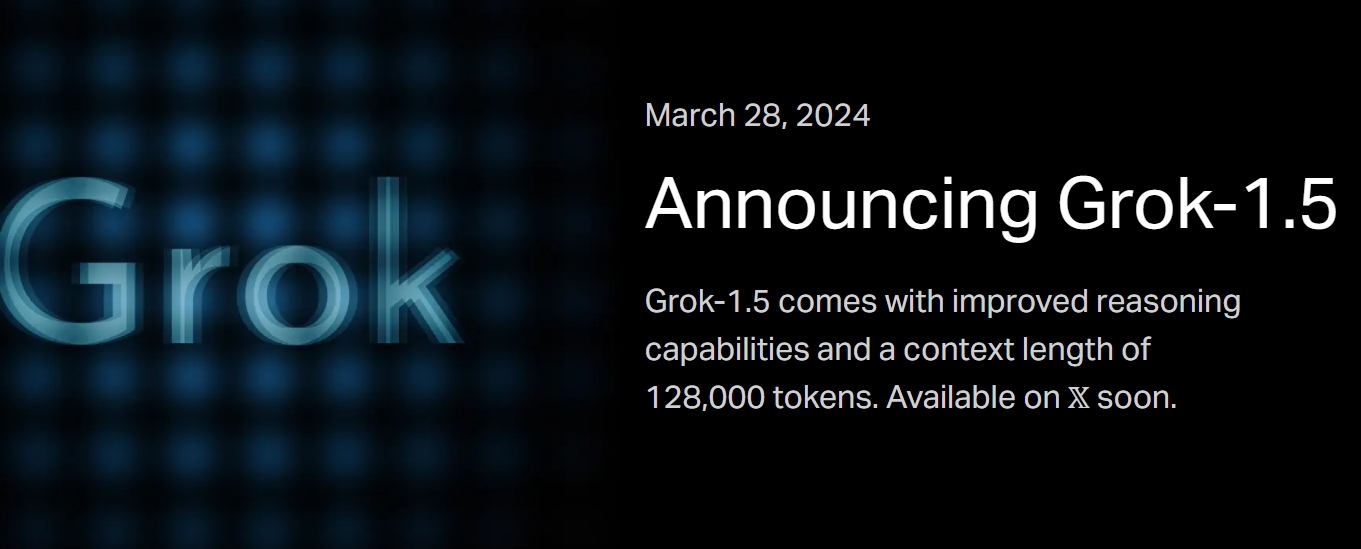 Grok
March 28, 2024
Announcing Grok-1.5
Grok-1.5 comes with improved reasoning
capabilities and a context length of
128,000 tokens. Available on 𝕏 soon.